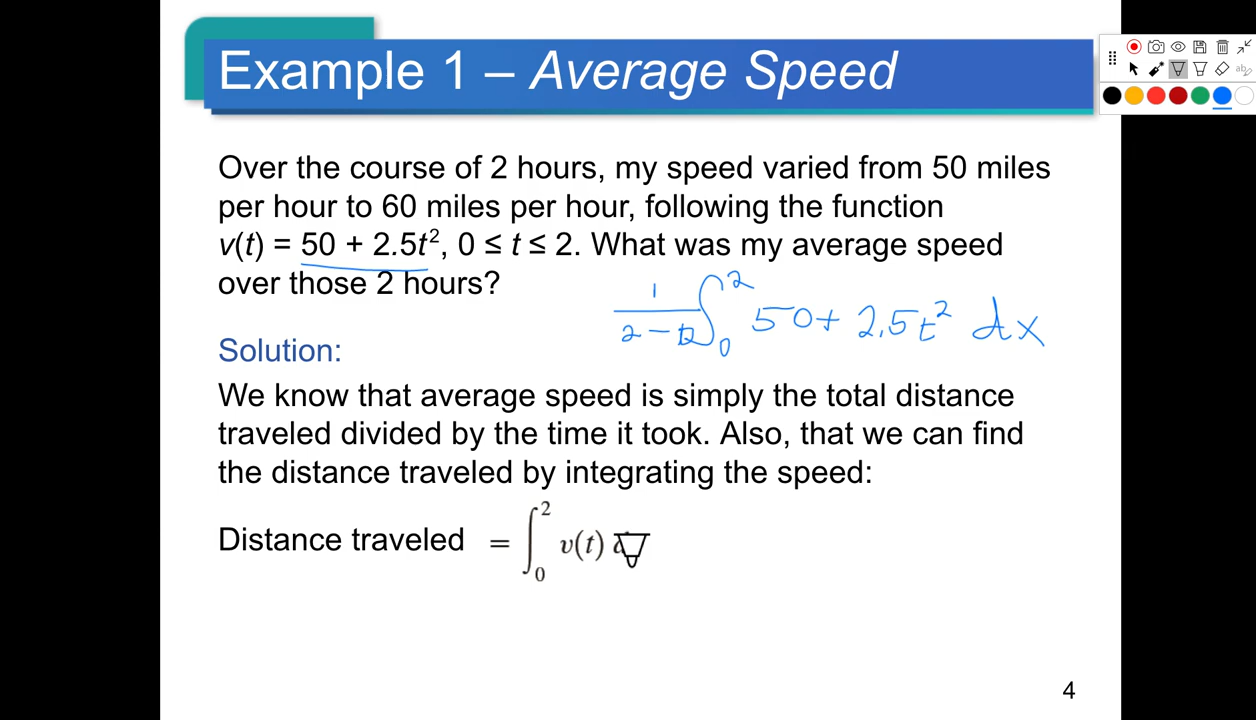 Example 1 – Average Speed
Over the course of 2 hours, my speed varied from 50 miles
per hour to 60 miles per hour, following the function
v(t) = 50 + 2.5t², 0 ≤ t ≤ 2. What was my average speed
over those 2 hours?
1/(2 - ∫₀² 50 + 2.5t² dx
Solution:
We know that average speed is simply the total distance
traveled divided by the time it took. Also, that we can find
the distance traveled by integrating the speed:
Distance traveled = ∫₀² v(t)
4